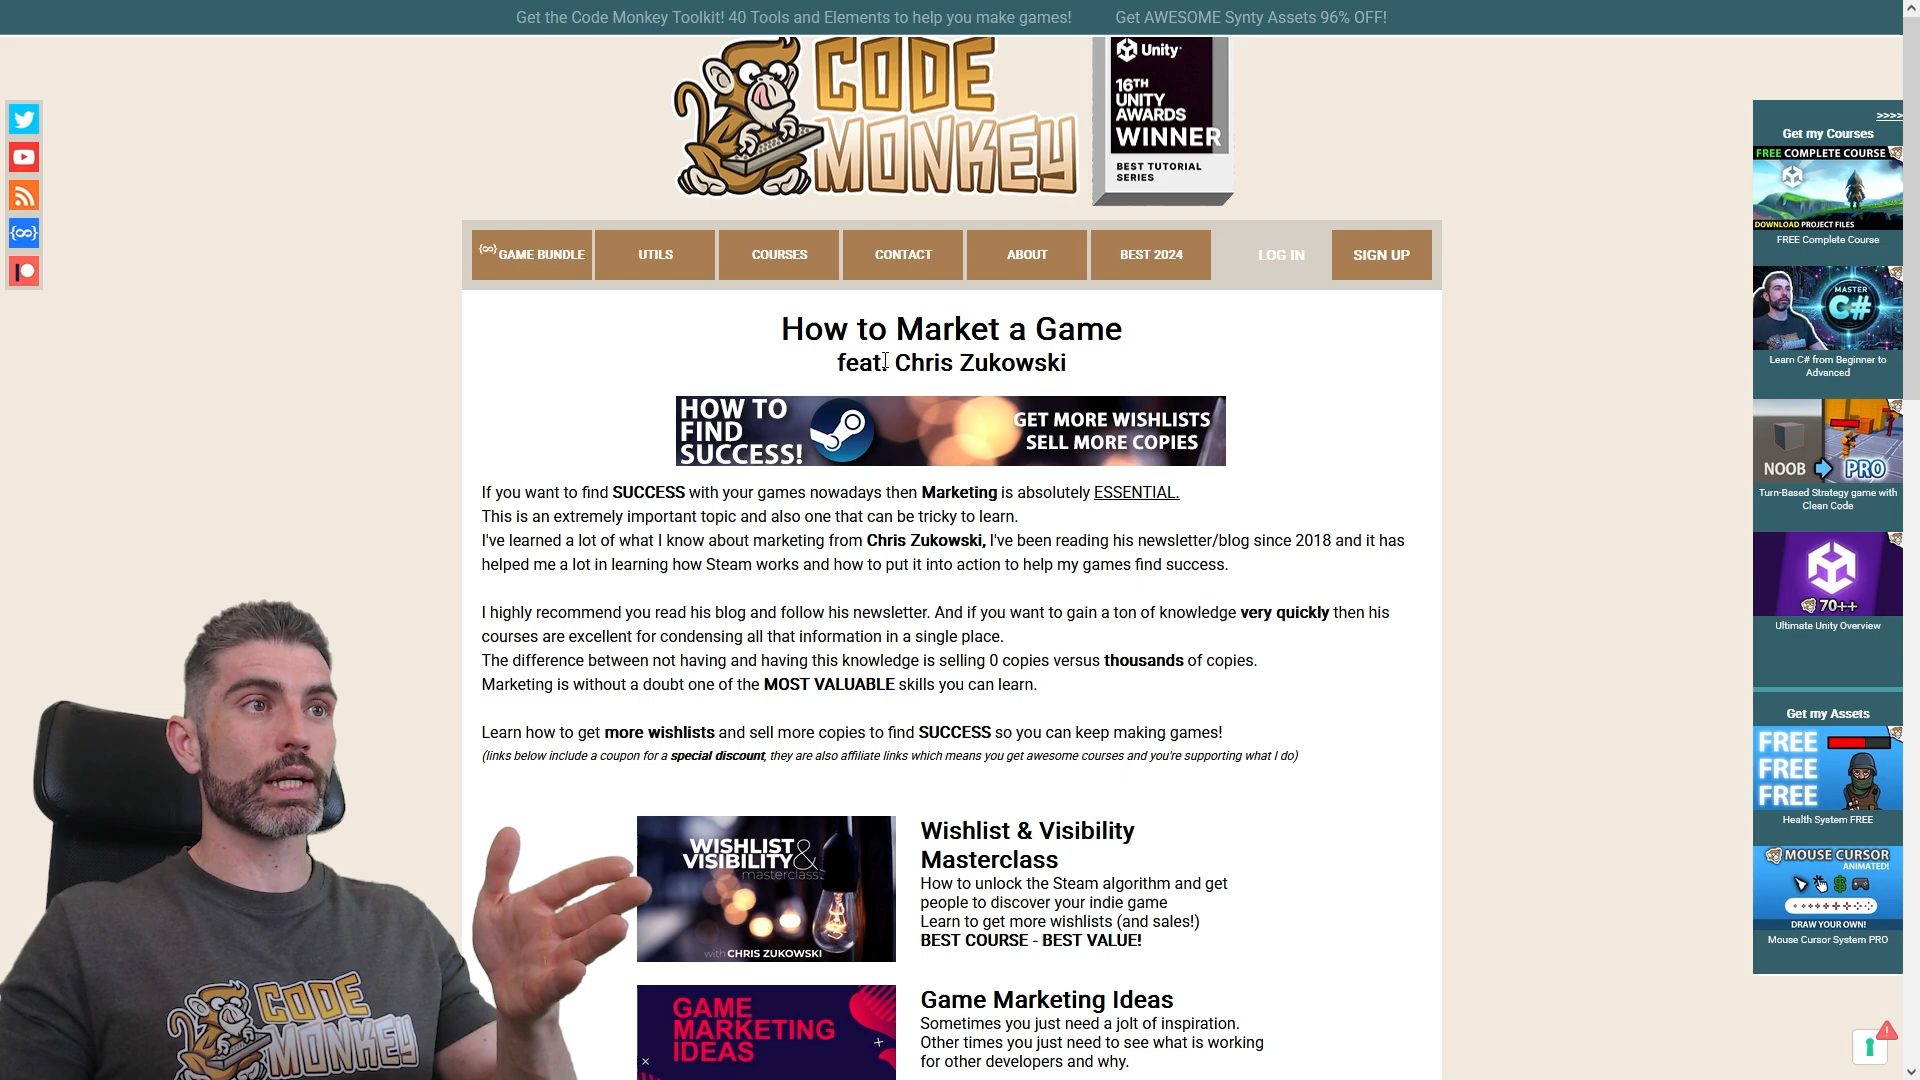 Get the Code Monkey Toolkit! 40 Tools and Elements to help you make games!
Get AWESOME Synty Assets 96% OFF!
CODE
MONKEY
Unity
16TH
UNITY
AWARDS
WINNER
BEST TUTORIAL
SERIES
GAME BUNDLE
UTILS
COURSES
CONTACT
ABOUT
BEST 2024
LOG IN
SIGN UP
How to Market a Game
feat. Chris Zukowski
HOW TO
FIND
SUCCESS!
GET MORE WISHLISTS
SELL MORE COPIES
If you want to find SUCCESS with your games nowadays then Marketing is absolutely ESSENTIAL.
This is an extremely important topic and also one that can be tricky to learn.
I've learned a lot of what I know about marketing from Chris Zukowski, I've been reading his newsletter/blog since 2018 and it has
helped me a lot in learning how Steam works and how to put it into action to help my games find success.
I highly recommend you read his blog and follow his newsletter. And if you want to gain a ton of knowledge very quickly then his
courses are excellent for condensing all that information in a single place.
The difference between not having and having this knowledge is selling 0 copies versus thousands of copies.
Marketing is without a doubt one of the MOST VALUABLE skills you can learn.
Learn how to get more wishlists and sell more copies to find SUCCESS so you can keep making games!
(links below include a coupon for a special discount, they are also affiliate links which means you get awesome courses and you're supporting what I do)
WISHLIST &
VISIBILITY
masterclass
with CHRIS ZUKOWSKI
Wishlist & Visibility
Masterclass
How to unlock the Steam algorithm and get
people to discover your indie game
Learn to get more wishlists (and sales!)
BEST COURSE - BEST VALUE!
GAME
MARKETING
IDEAS
Game Marketing Ideas
Sometimes you just need a jolt of inspiration.
Other times you just need to see what is working
for other developers and why.
>>>>
Get my Courses
FREE COMPLETE COURSE
DOWNLOAD PROJECT FILES
FREE Complete Course
MASTER
C#
Learn C# from Beginner to
Advanced
NOOB PRO
Turn-Based Strategy game with
Clean Code
70++
Ultimate Unity Overview
Get my Assets
FREE
FREE
FREE
Health System FREE
MOUSE CURSOR
ANIMATED!
DRAW YOUR OWN!
Mouse Cursor System PRO
CODE
MONKEY